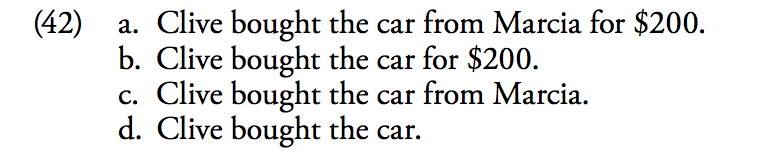 (42) a. Clive bought the car from Marcia for $200.
b. Clive bought the car for $200.
c. Clive bought the car from Marcia.
d. Clive bought the car.